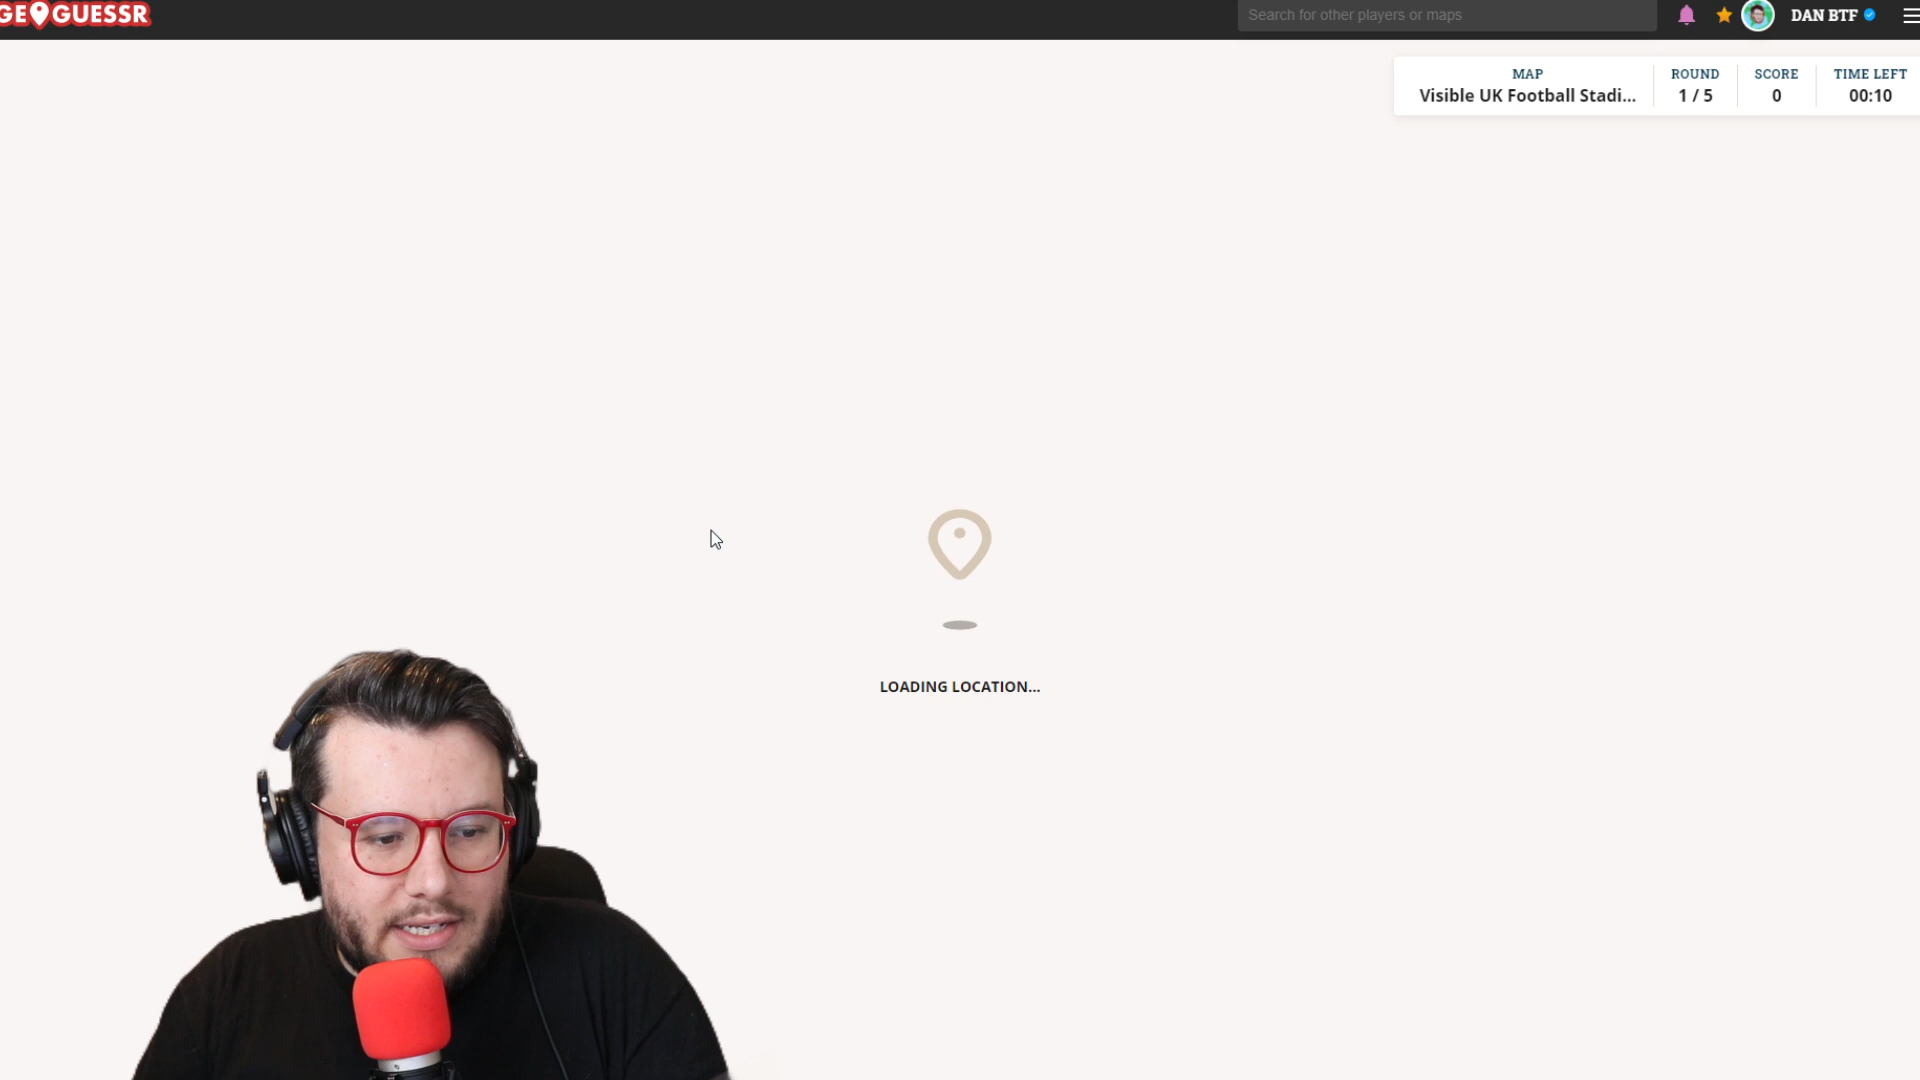 GEOGUESSR
Search for other players or maps
DAN BTF
MAP
Visible UK Football Stadi...
ROUND
1 / 5
SCORE
0
TIME LEFT
00:10
LOADING LOCATION...